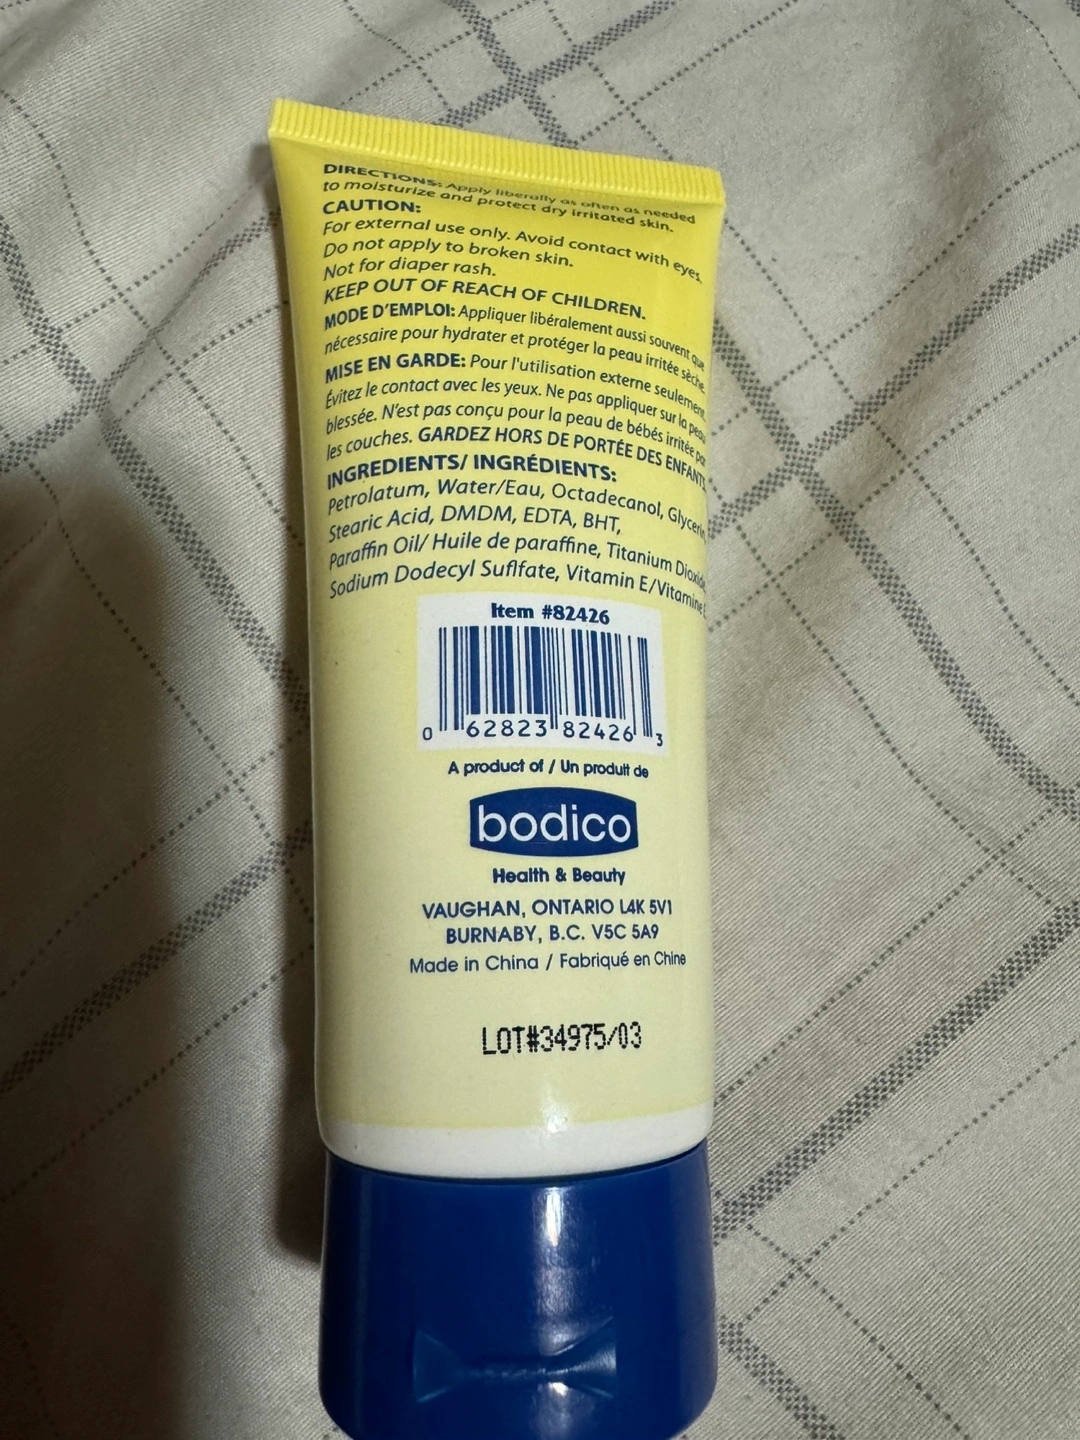 DIRECTIONS: Apply liberally as often as needed
to moisturize and protect dry irritated skin.
CAUTION:
For external use only. Avoid contact with eyes.
Do not apply to broken skin.
Not for diaper rash.
KEEP OUT OF REACH OF CHILDREN.
MODE D'EMPLOI: Appliquer libéralement aussi souvent que
nécessaire pour hydrater et protéger la peau irritée sèche.
MISE EN GARDE: Pour l'utilisation externe seulement.
Évitez le contact avec les yeux. Ne pas appliquer sur la peau
blessée. N'est pas conçu pour la peau de bébés irritée par
les couches. GARDEZ HORS DE PORTÉE DES ENFANTS.
INGREDIENTS/ INGRÉDIENTS:
Petrolatum, Water/Eau, Octadecanol, Glycerin
Stearic Acid, DMDM, EDTA, BHT,
Paraffin Oil/ Huile de paraffine, Titanium Dioxide
Sodium Dodecyl Suflfate, Vitamin E/Vitamine E
Item #82426
0 62823 82426 3
A product of / Un produit de
bodico
Health & Beauty
VAUGHAN, ONTARIO L4K 5V1
BURNABY, B.C. V5C 5A9
Made in China / Fabriqué en Chine
LOT#34975/03